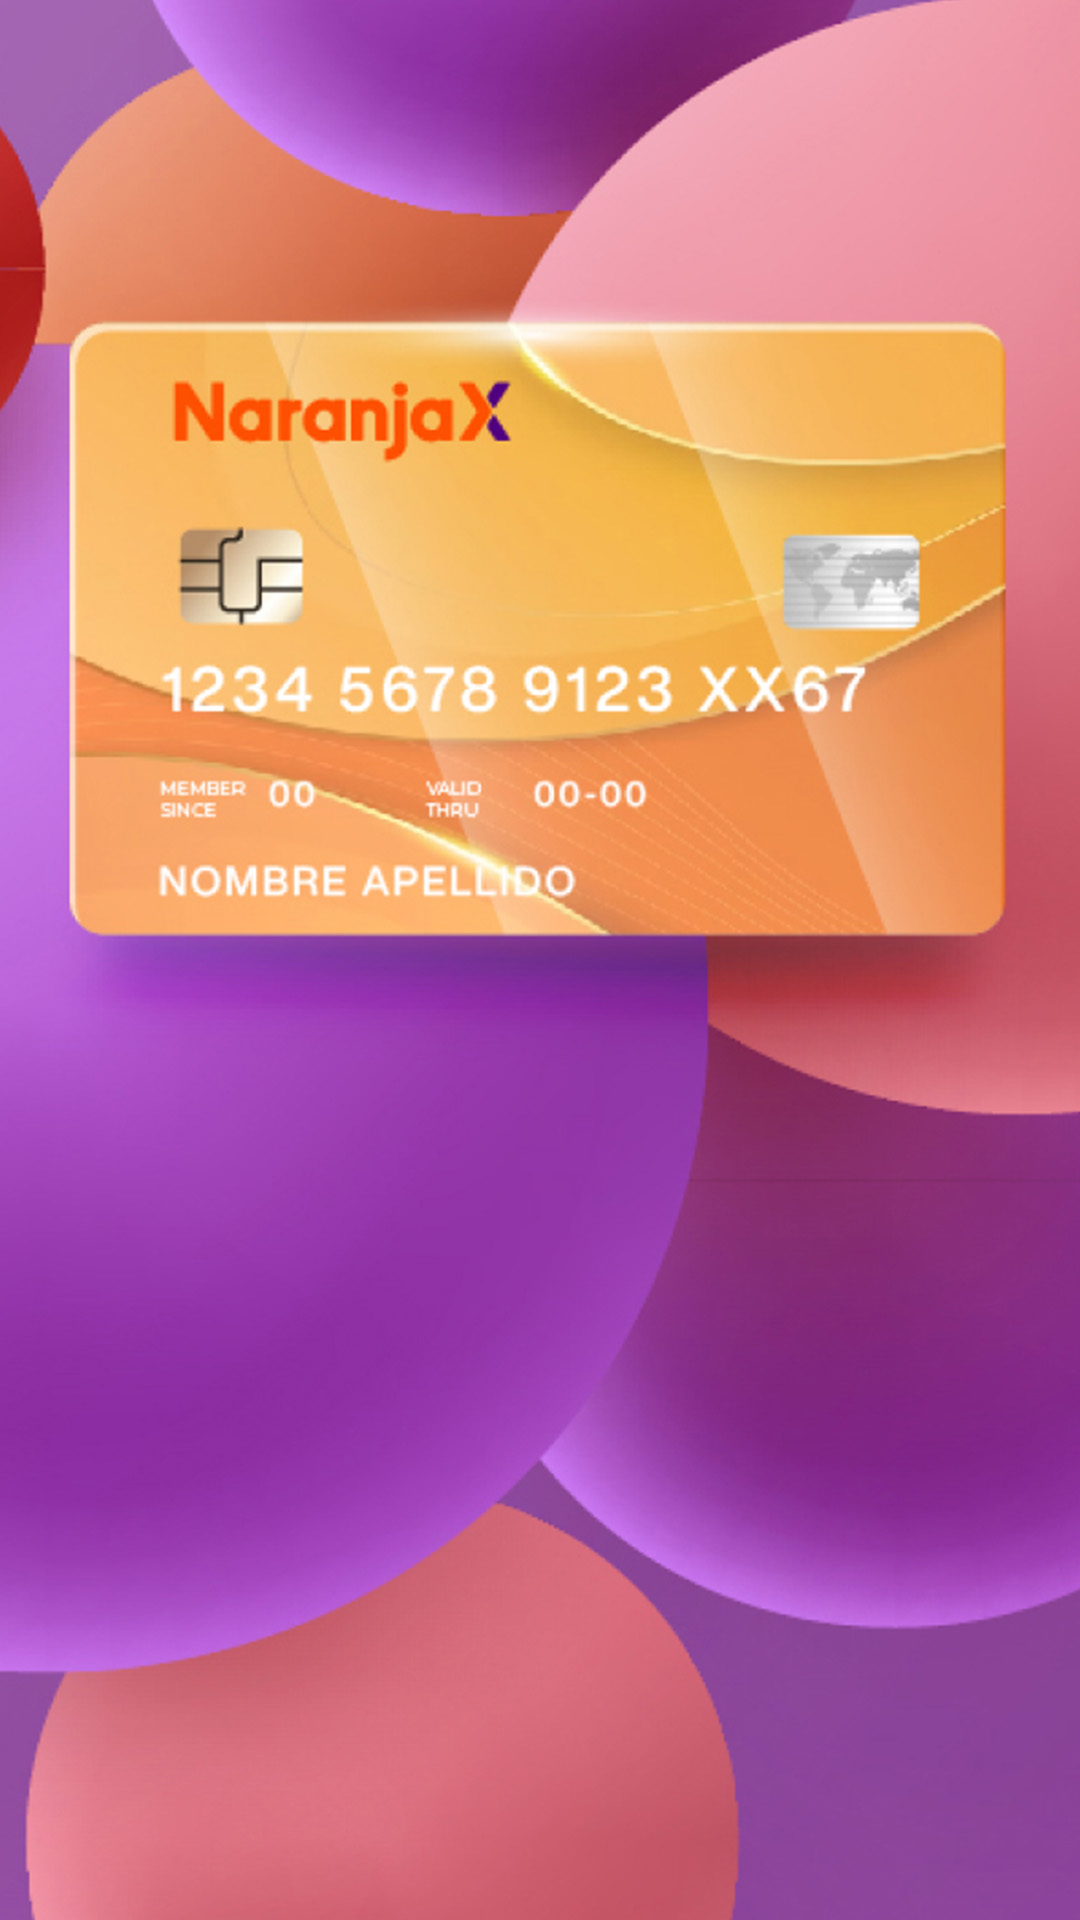 NaranjaX
1234 5678 9123 XX67
MEMBER SINCE 00 VALID THRU 00-00
NOMBRE APELLIDO